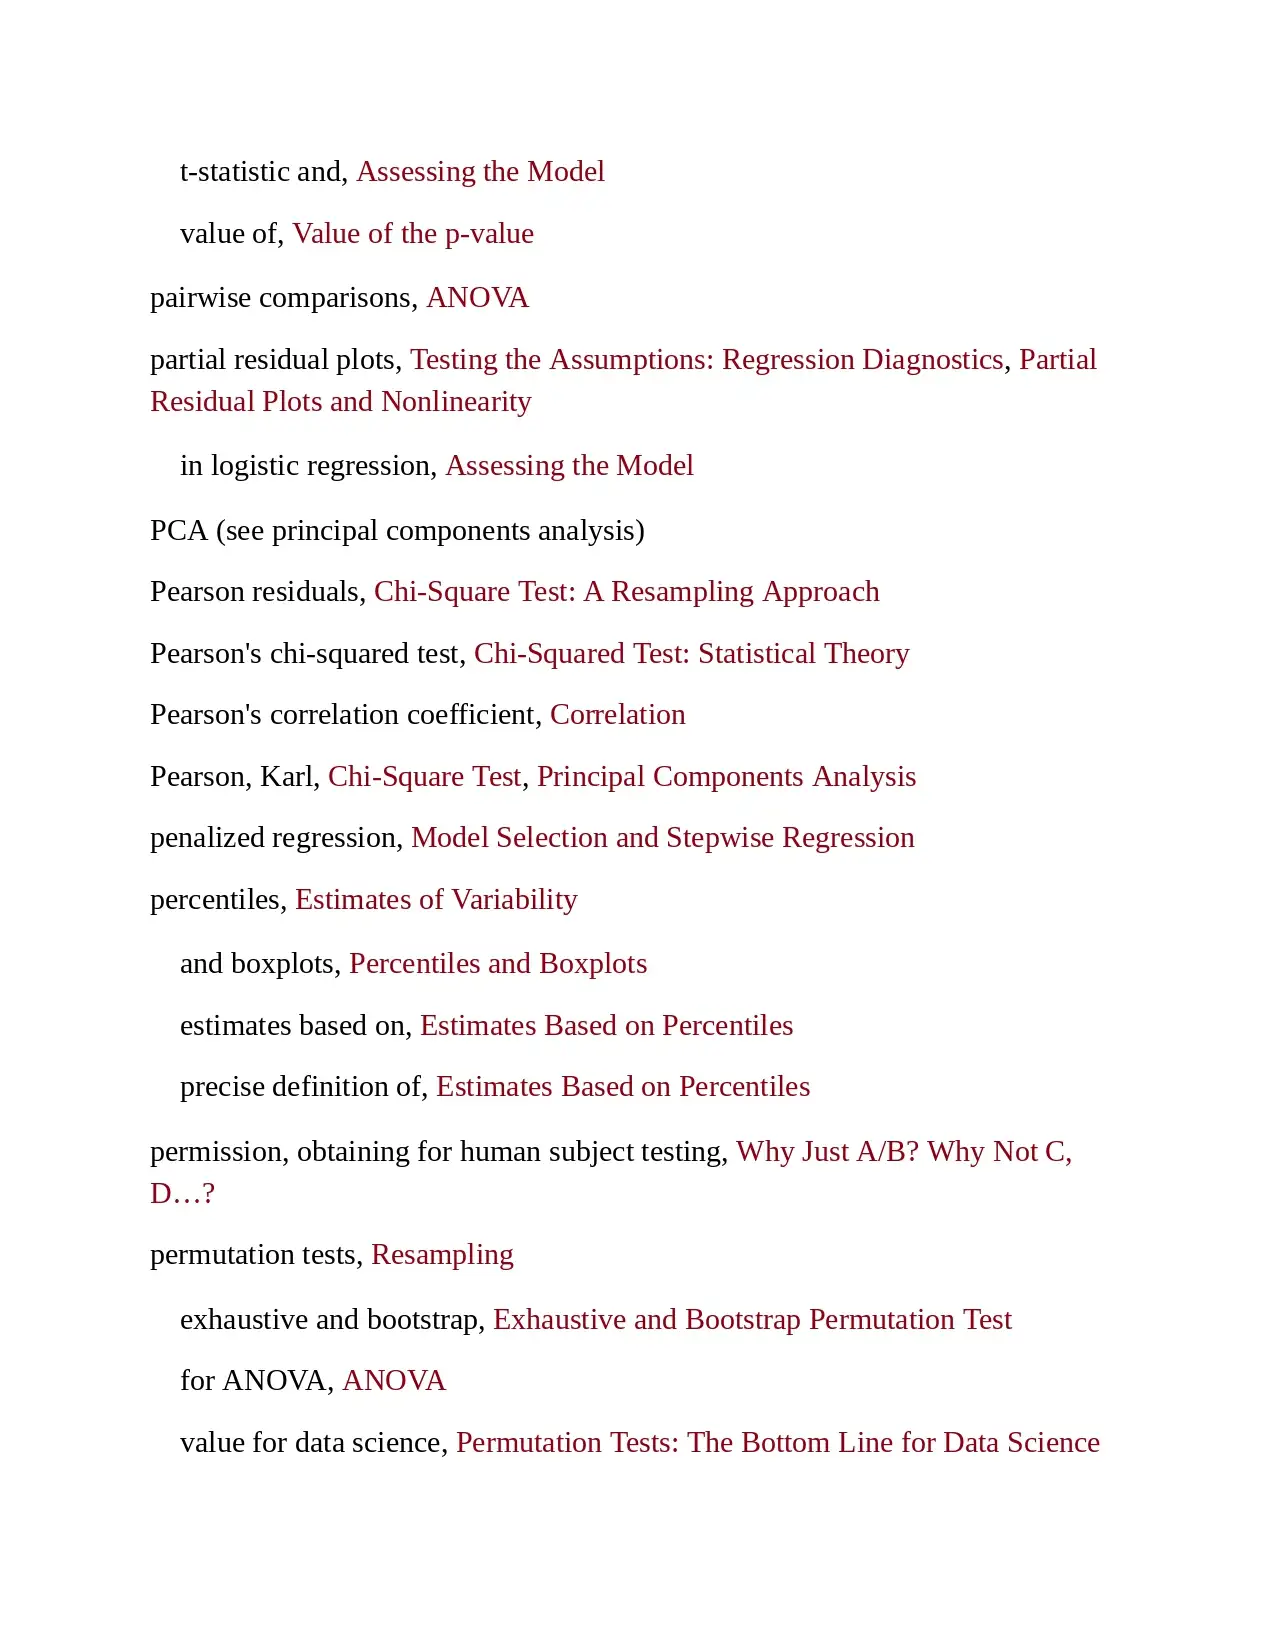 t-statistic and, Assessing the Model
value of, Value of the p-value
pairwise comparisons, ANOVA
partial residual plots, Testing the Assumptions: Regression Diagnostics, Partial
Residual Plots and Nonlinearity
in logistic regression, Assessing the Model
PCA (see principal components analysis)
Pearson residuals, Chi-Square Test: A Resampling Approach
Pearson's chi-squared test, Chi-Squared Test: Statistical Theory
Pearson's correlation coefficient, Correlation
Pearson, Karl, Chi-Square Test, Principal Components Analysis
penalized regression, Model Selection and Stepwise Regression
percentiles, Estimates of Variability
and boxplots, Percentiles and Boxplots
estimates based on, Estimates Based on Percentiles
precise definition of, Estimates Based on Percentiles
permission, obtaining for human subject testing, Why Just A/B? Why Not C,
D…?
permutation tests, Resampling
exhaustive and bootstrap, Exhaustive and Bootstrap Permutation Test
for ANOVA, ANOVA
value for data science, Permutation Tests: The Bottom Line for Data Science